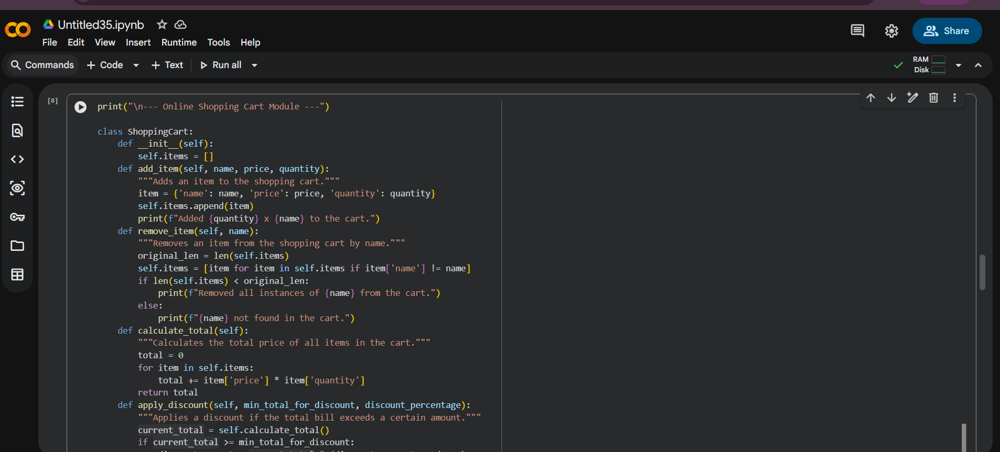 Untitled35.ipynb
File Edit View Insert Runtime Tools Help
Share
Commands + Code + Text Run all
RAM
Disk
[8]
print("\n--- Online Shopping Cart Module ---")
class ShoppingCart:
    def __init__(self):
        self.items = []
    def add_item(self, name, price, quantity):
        """Adds an item to the shopping cart."""
        item = {'name': name, 'price': price, 'quantity': quantity}
        self.items.append(item)
        print(f"Added {quantity} x {name} to the cart.")
    def remove_item(self, name):
        """Removes an item from the shopping cart by name."""
        original_len = len(self.items)
        self.items = [item for item in self.items if item['name'] != name]
        if len(self.items) < original_len:
            print(f"Removed all instances of {name} from the cart.")
        else:
            print(f"{name} not found in the cart.")
    def calculate_total(self):
        """Calculates the total price of all items in the cart."""
        total = 0
        for item in self.items:
            total += item['price'] * item['quantity']
        return total
    def apply_discount(self, min_total_for_discount, discount_percentage):
        """Applies a discount if the total bill exceeds a certain amount."""
        current_total = self.calculate_total()
        if current_total >= min_total_for_discount: